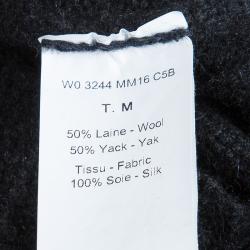 W0 3244 MM16 C5B
T. M
50% Laine - Wool
50% Yack - Yak
Tissu - Fabric
100% Soie - Silk